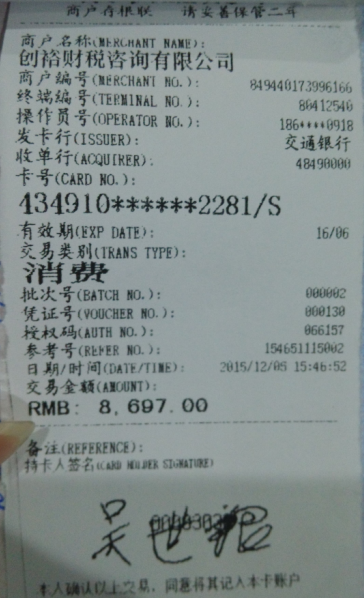 商户存根联 请妥善保管二年
商户名称(MERCHANT NAME):
创裕财税咨询有限公司
商户编号(MERCHANT NO.):
849440173996166
终端编号(TERMINAL NO.):
80412540
操作员号(OPERATOR NO.):
186****0918
发卡行(ISSUER):
交通银行
收单行(ACQUIRER):
48490000
卡号(CARD NO.):
434910******2281/S
有效期(EXP DATE):
16/06
交易类别(TRANS TYPE):
消费
批次号(BATCH NO.):
000002
凭证号(VOUCHER NO.):
000130
授权码(AUTH NO.):
066157
参考号(REFER NO.):
154651115002
日期/时间(DATE/TIME):
2015/12/05 15:46:52
交易金额(AMOUNT):
RMB: 8,697.00
备注(REFERENCE):
持卡人签名(CARD HOLDER SIGNATURE)
吴世
本人确认以上交易，同意将其记入本卡账户